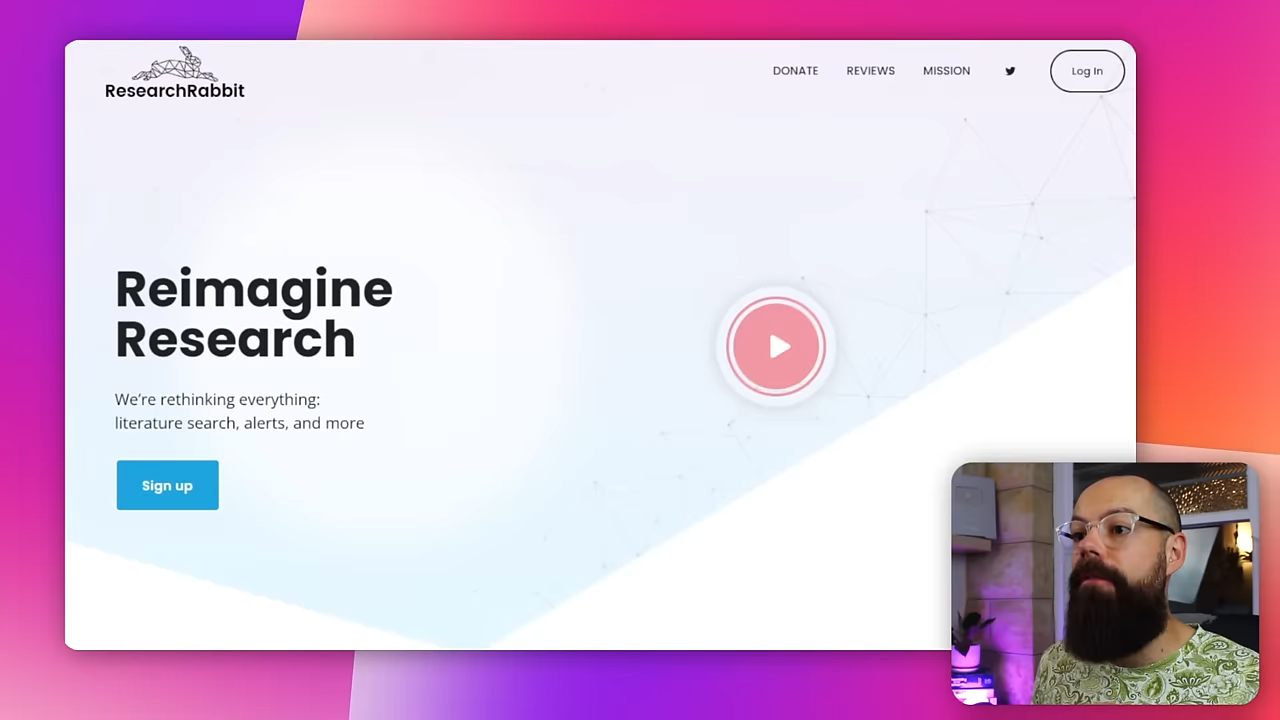 ResearchRabbit
DONATE
REVIEWS
MISSION
Log In
Reimagine
Research
We're rethinking everything:
literature search, alerts, and more
Sign up